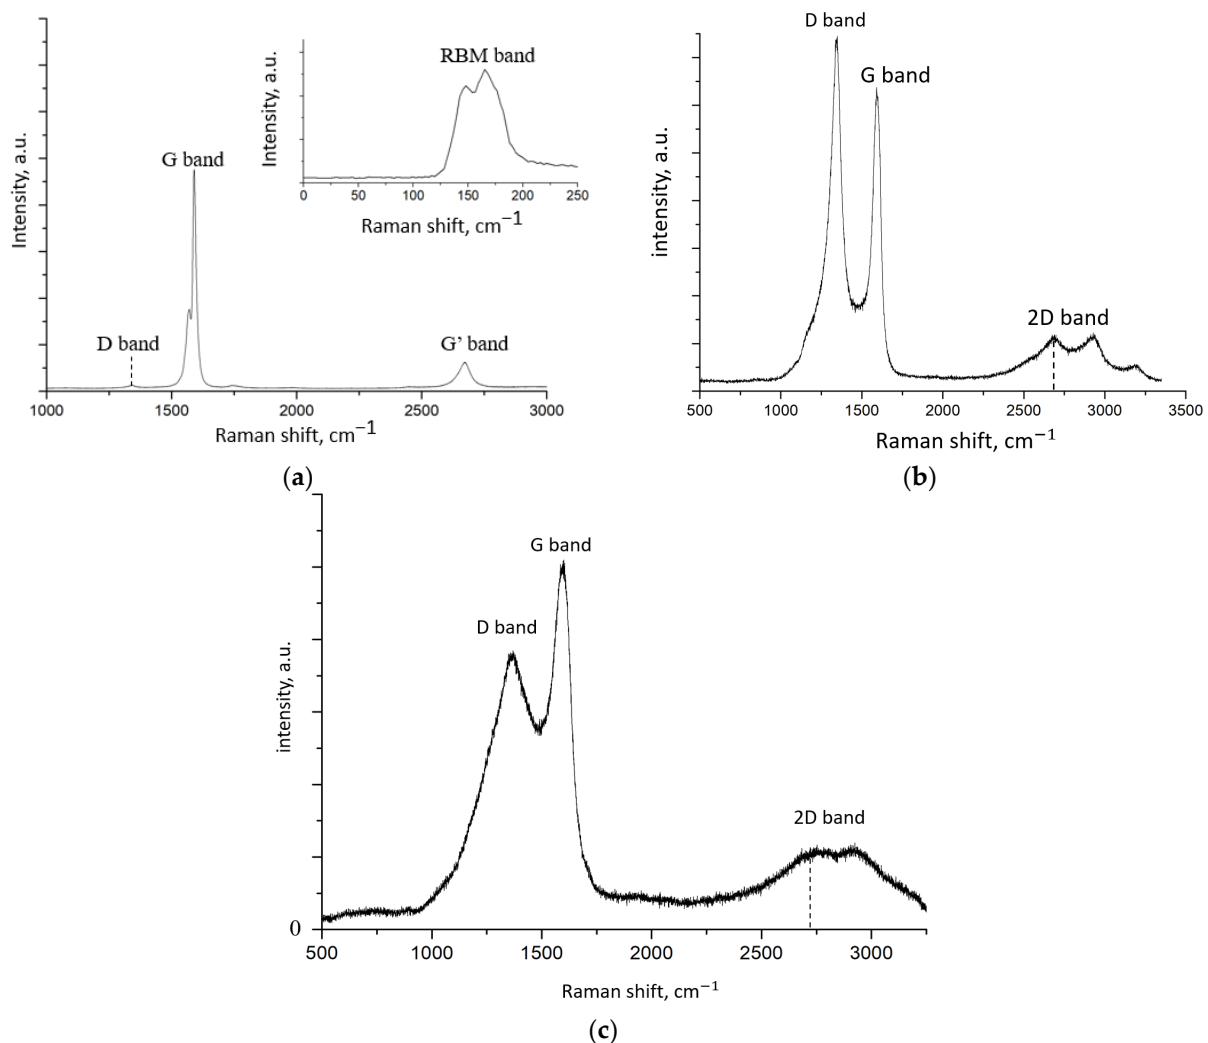 RBM band
Intensity, a.u.
0 50 100 150 200 250
Raman shift, cm−1
G band
D band
G’ band
Intensity, a.u.
1000 1500 2000 2500 3000
Raman shift, cm−1
(a)
D band
G band
2D band
intensity, a.u.
500 1000 1500 2000 2500 3000 3500
Raman shift, cm−1
(b)
G band
D band
2D band
intensity, a.u.
0
500 1000 1500 2000 2500 3000
Raman shift, cm−1
(c)